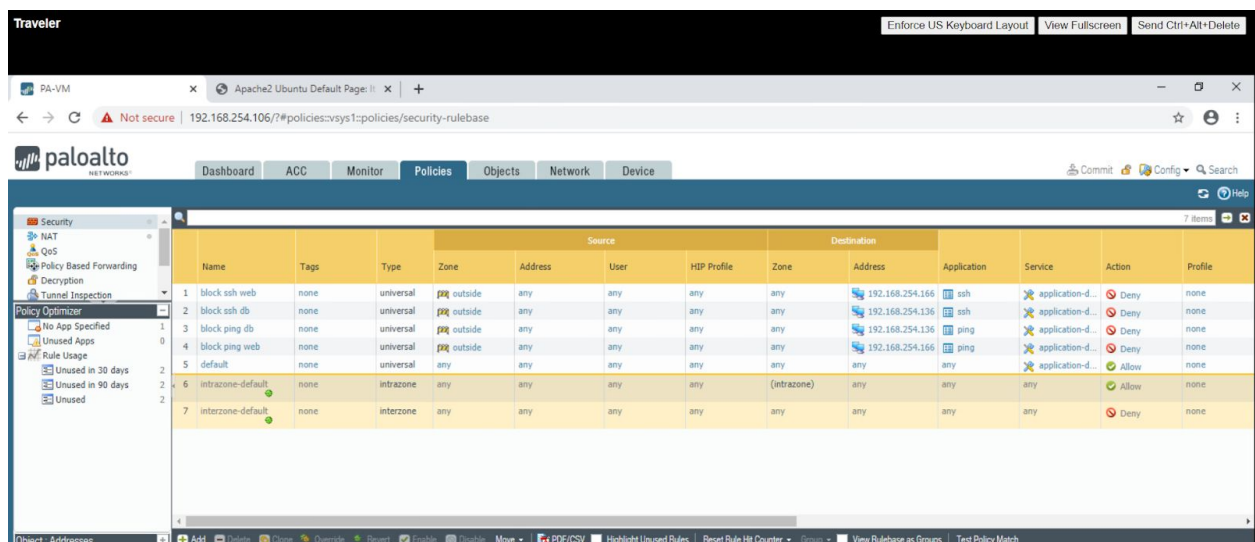 Traveler
Enforce US Keyboard Layout View Fullscreen Send Ctrl+Alt+Delete
PA-VM Apache2 Ubuntu Default Page: It
Not secure 192.168.254.106/?#policies::vsys1::policies/security-rulebase
paloalto
NETWORKS
Dashboard ACC Monitor Policies Objects Network Device Commit Config Search
Help
7 items
Security
NAT
QoS
Policy Based Forwarding
Decryption
Tunnel Inspection
Policy Optimizer
No App Specified 1
Unused Apps 0
Rule Usage
Unused in 30 days 2
Unused in 90 days 2
Unused 2
Object : Addresses
Source Destination
Name Tags Type Zone Address User HIP Profile Zone Address Application Service Action Profile
1 block ssh web none universal outside any any any any 192.168.254.166 ssh application-d... Deny none
2 block ssh db none universal outside any any any any 192.168.254.136 ssh application-d... Deny none
3 block ping db none universal outside any any any any 192.168.254.136 ping application-d... Deny none
4 block ping web none universal outside any any any any 192.168.254.166 ping application-d... Deny none
5 default none universal any any any any any any any application-d... Allow none
6 intrazone-default none intrazone any any any any (intrazone) any any any Allow none
7 interzone-default none interzone any any any any any any any any Deny none
Add Delete Clone Override Revert Enable Disable Move PDF/CSV Highlight Unused Rules Reset Rule Hit Counter Group View Rulebase as Groups Test Policy Match